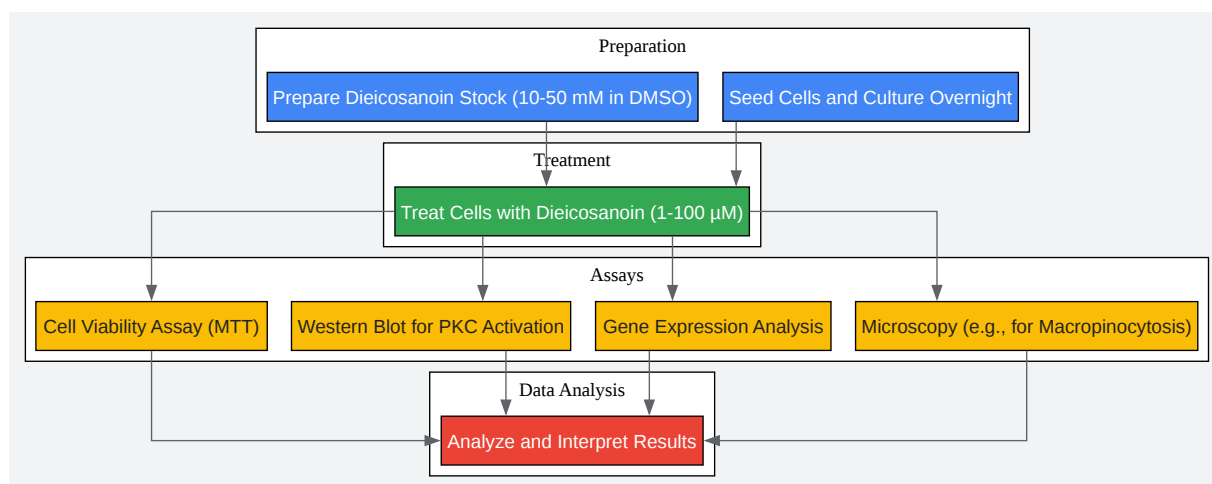 Preparation
Prepare Dieicosanoin Stock (10-50 mM in DMSO)
Seed Cells and Culture Overnight
Treatment
Treat Cells with Dieicosanoin (1-100 µM)
Assays
Cell Viability Assay (MTT)
Western Blot for PKC Activation
Gene Expression Analysis
Microscopy (e.g., for Macropinocytosis)
Data Analysis
Analyze and Interpret Results